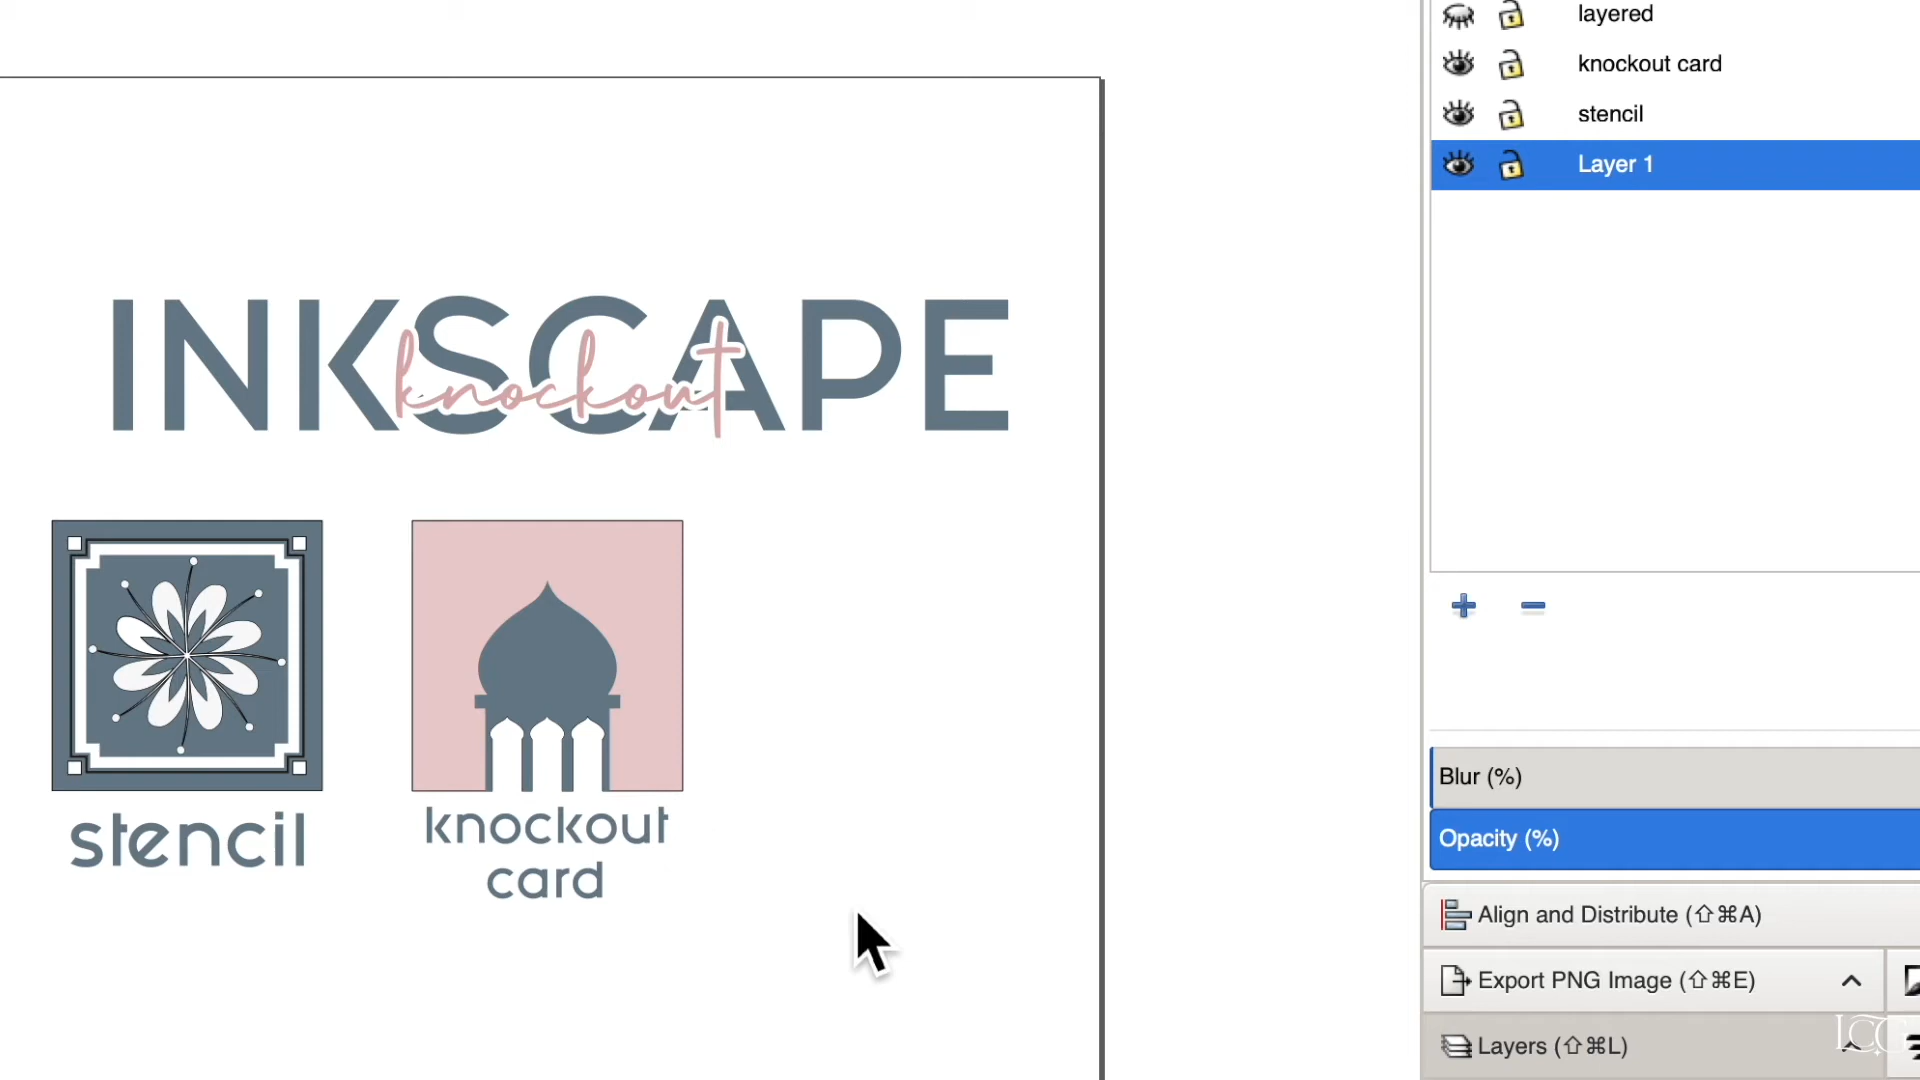 layered
knockout card
stencil
Layer 1
INKSCAPE
knockout
stencil
knockout
card
Blur (%)
Opacity (%)
Align and Distribute (⇧⌘A)
Export PNG Image (⇧⌘E)
Layers (⇧⌘L)
LCG